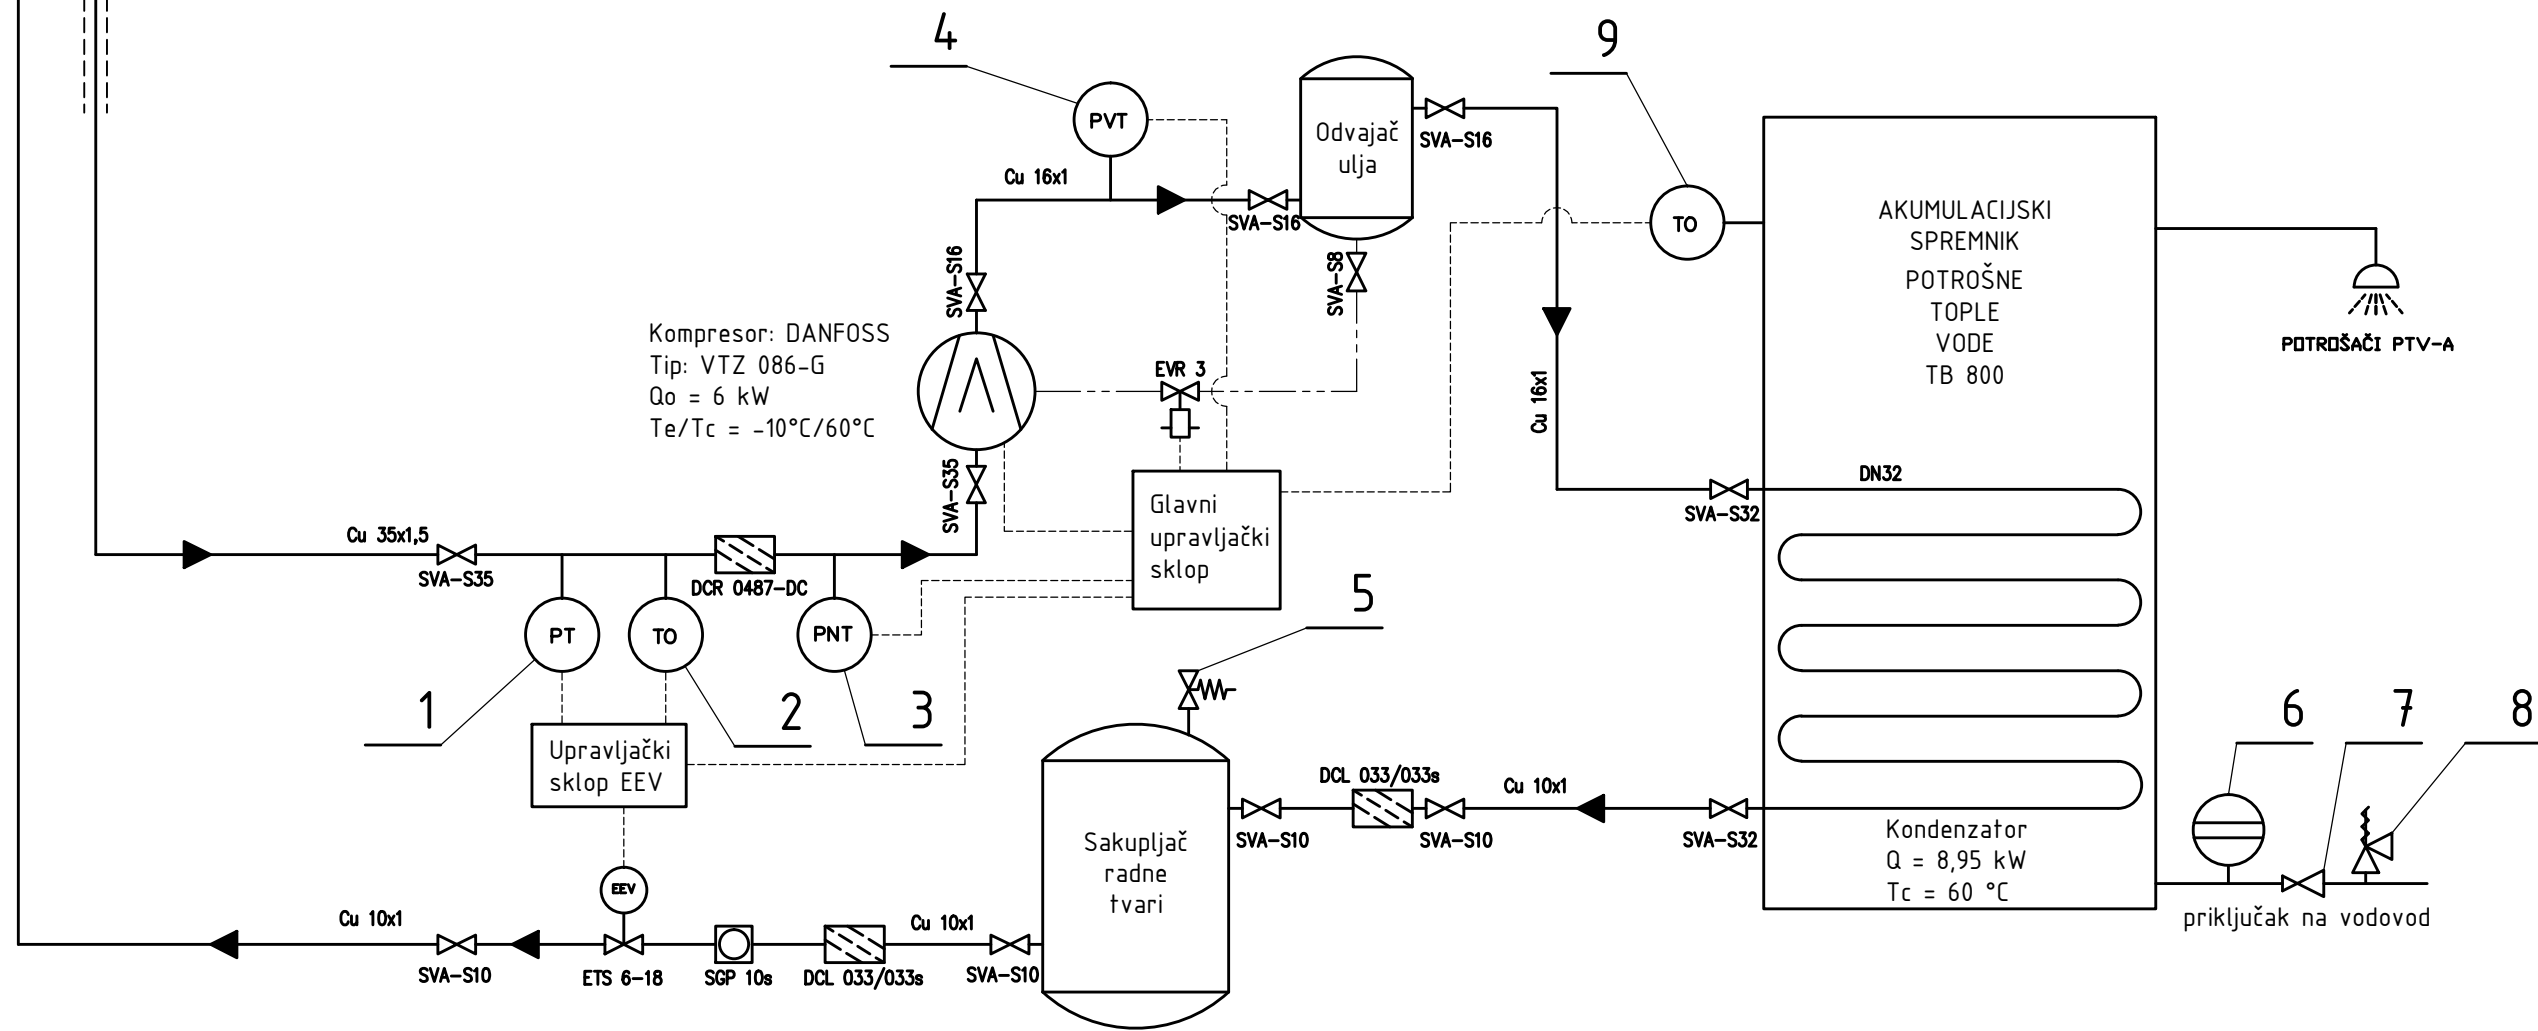 4
9
PVT
Odvajač
ulja
SVA-S16
Cu 16x1
SVA-S16
TO
AKUMULACIJSKI
SPREMNIK
POTROŠNE
TOPLE
VODE
TB 800
POTROŠAČI PTV-A
SVA-S16
SVA-S8
Kompresor: DANFOSS
Tip: VTZ 086-G
Qo = 6 kW
Te/Tc = -10°C/60°C
EVR 3
Cu 16x1
SVA-S35
Glavni
upravljački
sklop
DN32
SVA-S32
Cu 35x1,5
SVA-S35
DCR 0487-DC
PT
TO
PNT
5
1
2
3
6
7
8
Upravljački
sklop EEV
DCL 033/033s
Cu 10x1
SVA-S10
SVA-S10
SVA-S32
Sakupljač
radne
tvari
Kondenzator
Q = 8,95 kW
Tc = 60 °C
priključak na vodovod
EEV
Cu 10x1
Cu 10x1
SVA-S10
ETS 6-18
SGP 10s
DCL 033/033s
SVA-S10